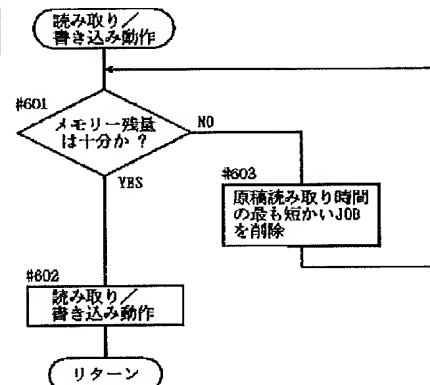 読み取り／
書き込み動作
#601
メモリー残量
は十分か？
NO
YES
#603
原稿読み取り時間
の最も短かいJOB
を削除
#602
読み取り／
書き込み動作
リターン